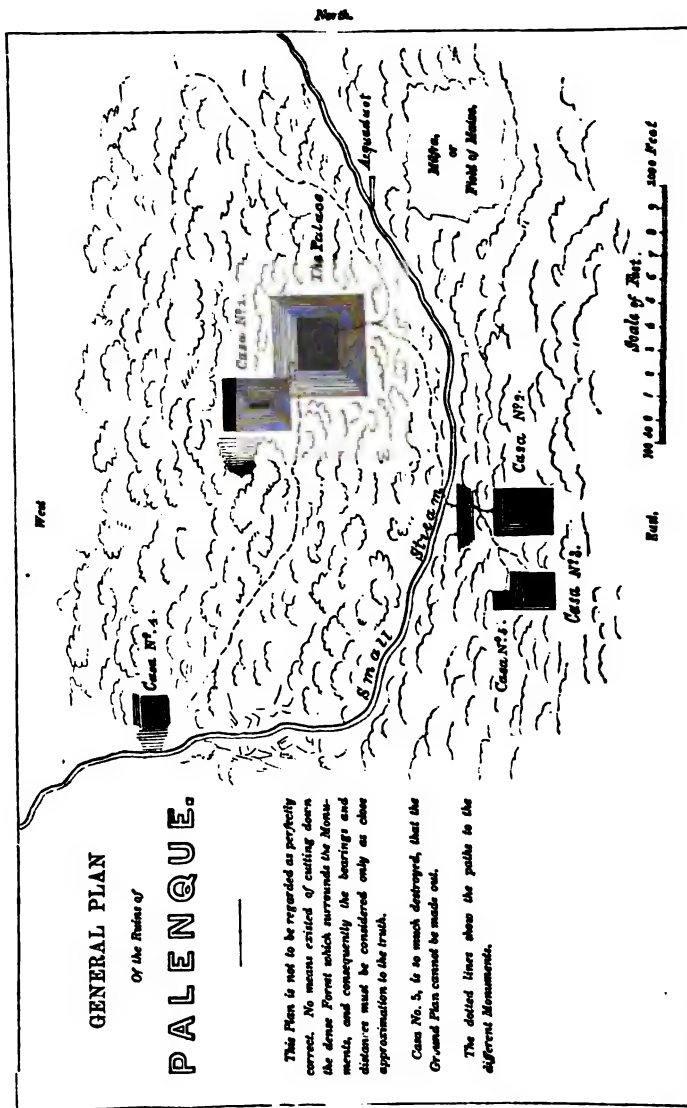 North.
GENERAL PLAN
Of the Ruins of
PALENQUE.
This Plan is not to be regarded as perfectly
correct. No means existed of cutting down
the dense Forrest which surrounds the Monu-
ments, and consequently the bearings and
distances must be considered only as close
approximation to the truth.
Casa No. 5, is so much destroyed, that the
Ground Plan cannot be made out.
The dotted lines show the paths to the
different Monuments.
West
Casa Nº. 4.
Casa Nº 1.
The Palace
Acqueduct
Small Stream
or
Field of Maize.
Casa Nº 2.
Casa Nº 3.
East.
Scale of Feet.